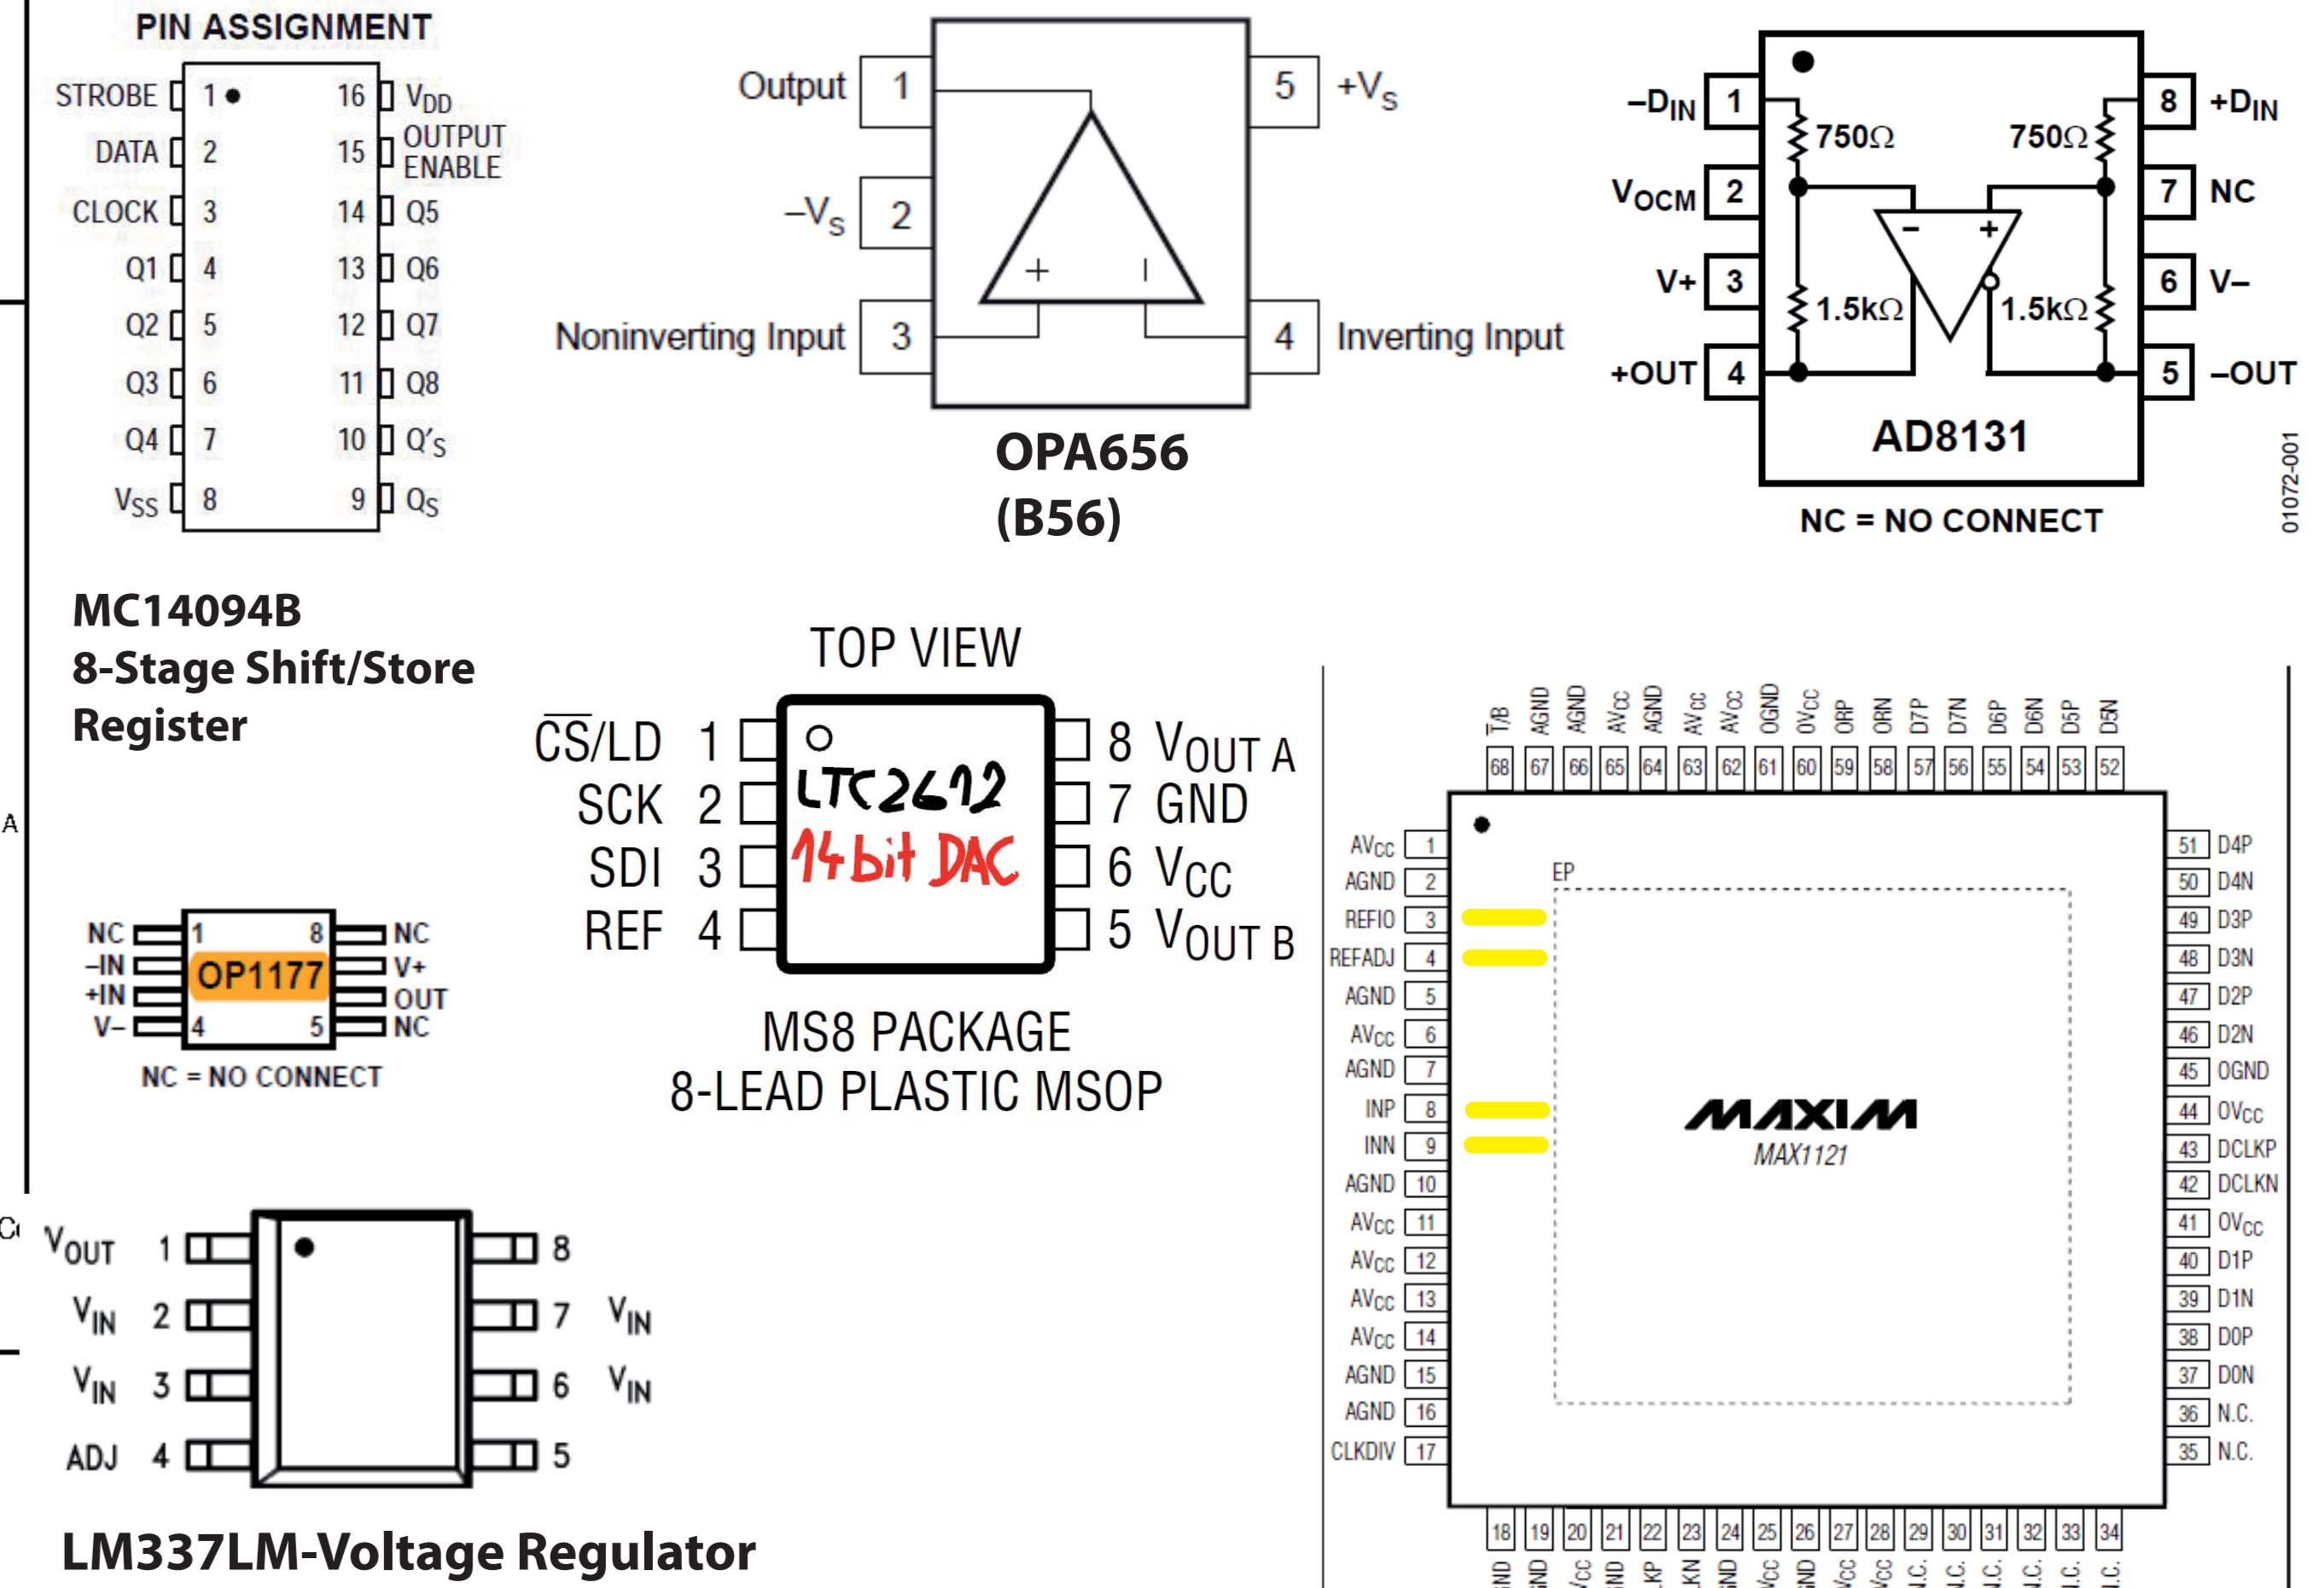 PIN ASSIGNMENT
STROBE 1 16 VDD
DATA 2 15 OUTPUT ENABLE
CLOCK 3 14 Q5
Q1 4 13 Q6
Q2 5 12 Q7
Q3 6 11 Q8
Q4 7 10 Q'S
VSS 8 9 QS
MC14094B
8-Stage Shift/Store
Register
Output 1 5 +VS
–VS 2
+ –
Noninverting Input 3 4 Inverting Input
OPA656
(B56)
–DIN 1 8 +DIN
750Ω 750Ω
VOCM 2 7 NC
– +
V+ 3 6 V–
1.5kΩ 1.5kΩ
+OUT 4 5 –OUT
AD8131
NC = NO CONNECT
01072-001
TOP VIEW
CS/LD 1 8 VOUT A
SCK 2 7 GND
SDI 3 6 VCC
REF 4 5 VOUT B
LTC2612
14bit DAC
MS8 PACKAGE
8-LEAD PLASTIC MSOP
A
NC 1 8 NC
–IN V+
OP1177
+IN OUT
V– 4 5 NC
NC = NO CONNECT
VOUT 1 8
VIN 2 7 VIN
VIN 3 6 VIN
ADJ 4 5
LM337LM-Voltage Regulator
T/B AGND AGND AVCC AGND AVCC AVCC OGND OVCC ORP ORN D7P D7N D6P D6N D5P D5N
68 67 66 65 64 63 62 61 60 59 58 57 56 55 54 53 52
AVCC 1 51 D4P
EP
AGND 2 50 D4N
REFIO 3 49 D3P
REFADJ 4 48 D3N
AGND 5 47 D2P
AVCC 6 46 D2N
AGND 7 45 OGND
INP 8 44 OVCC
INN 9 43 DCLKP
AGND 10 42 DCLKN
AVCC 11 41 OVCC
AVCC 12 40 D1P
AVCC 13 39 D1N
AVCC 14 38 D0P
AGND 15 37 D0N
AGND 16 36 N.C.
CLKDIV 17 35 N.C.
MAXIM
MAX1121
18 19 20 21 22 23 24 25 26 27 28 29 30 31 32 33 34